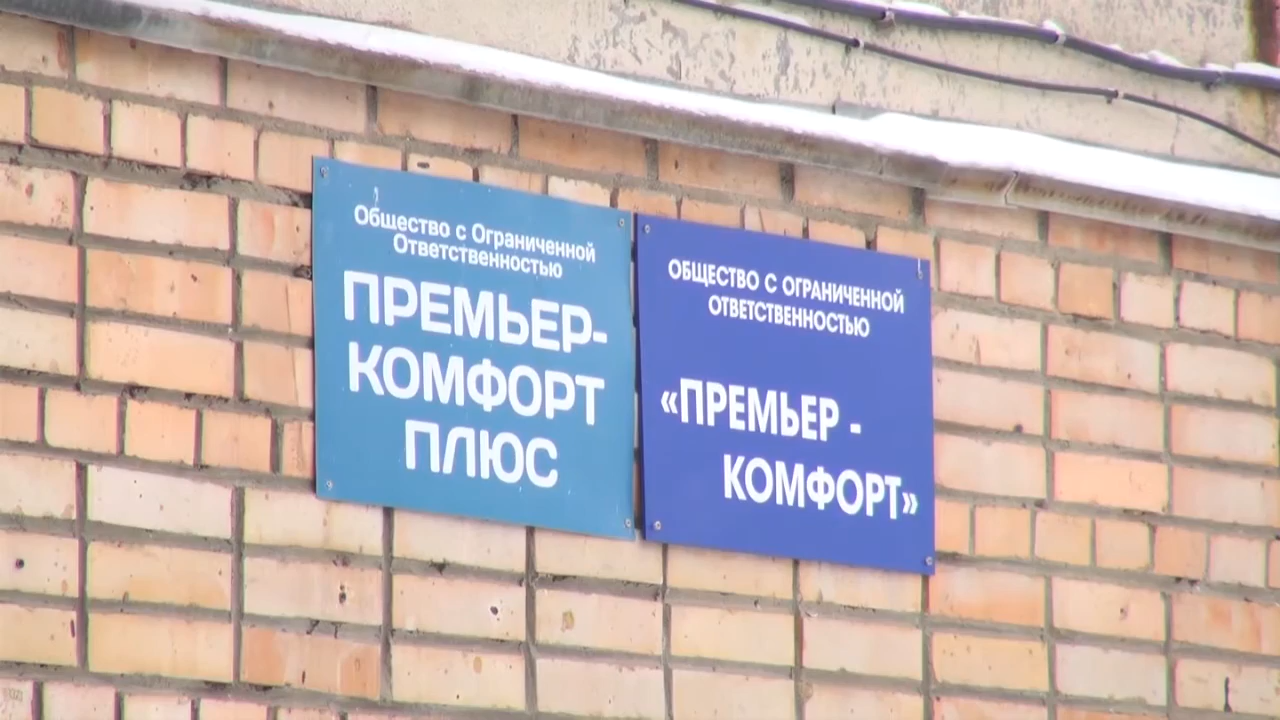 Общество с Ограниченной
Ответственностью
ПРЕМЬЕР-
КОМФОРТ
ПЛЮС
ОБЩЕСТВО С ОГРАНИЧЕННОЙ
ОТВЕТСТВЕННОСТЬЮ
«ПРЕМЬЕР -
КОМФОРТ»